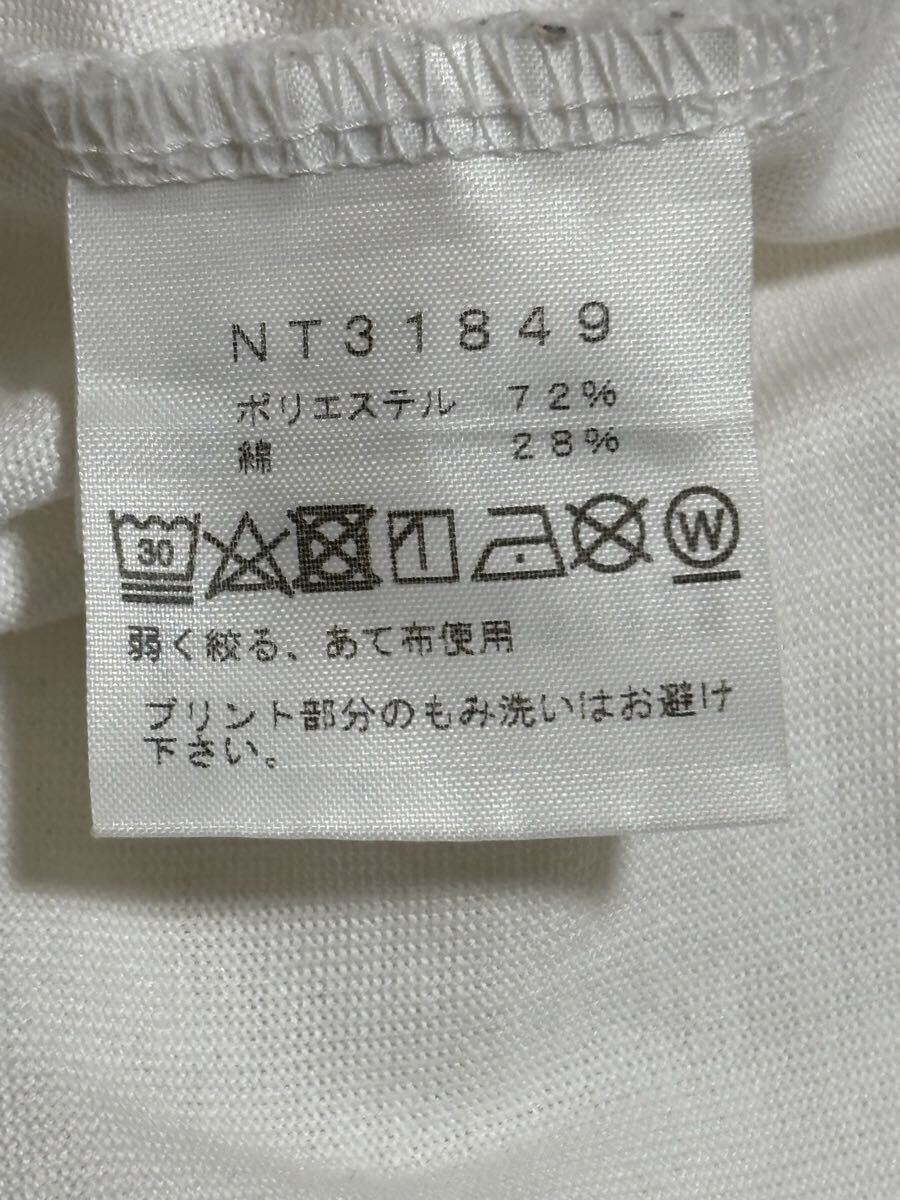 NT31849
ポリエステル 72%
綿 28%
30 W
弱く絞る、あて布使用
プリント部分のもみ洗いはお避け
下さい。